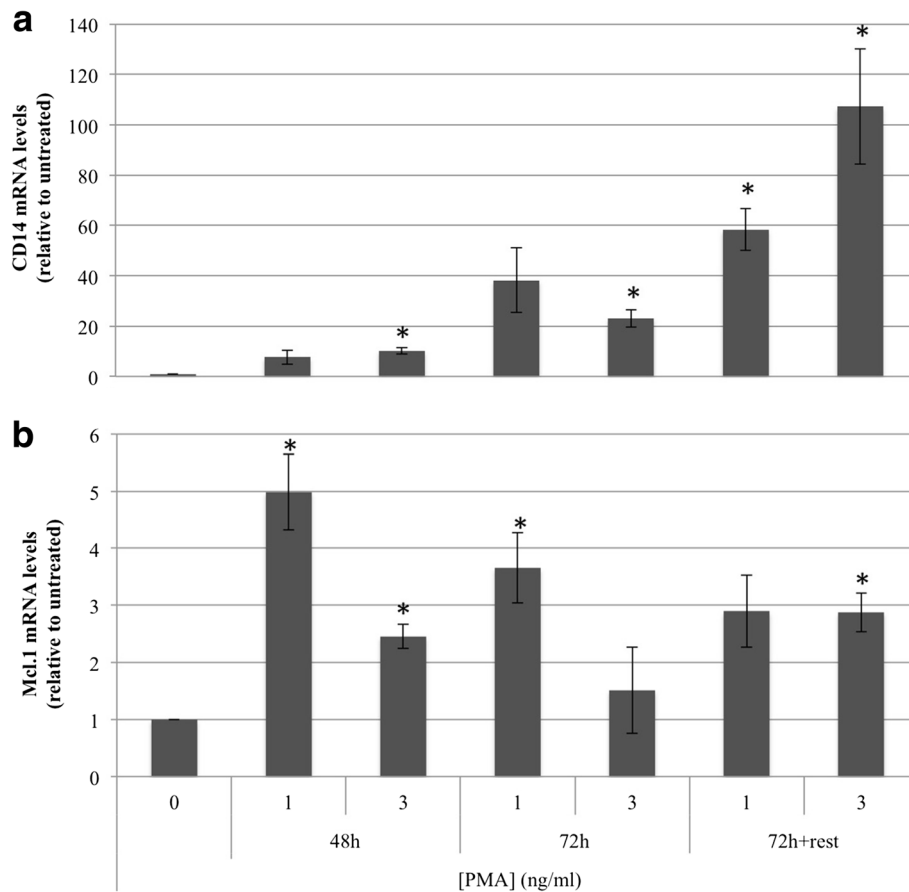 a
CD14 mRNA levels
(relative to untreated)
140
120
100
80
60
40
20
0
*
*
*
*
b
Mcl.1 mRNA levels
(relative to untreated)
6
5
4
3
2
1
0
*
*
*
*
0 1 3 1 3 1 3
48h 72h 72h+rest
[PMA] (ng/ml)